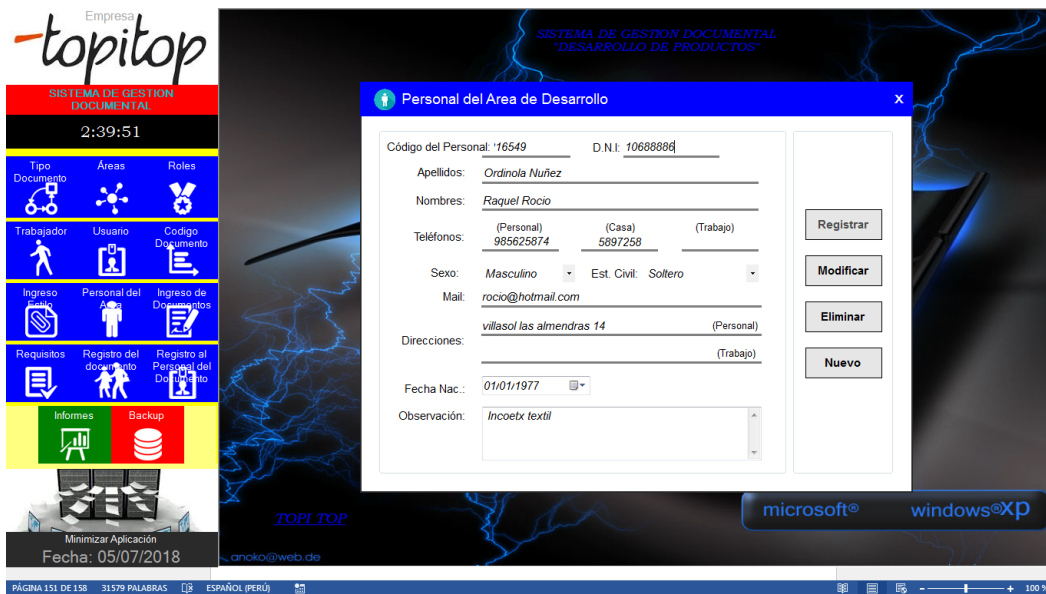 Empresa
topitop
SISTEMA DE GESTION
DOCUMENTAL
2:39:51
Tipo
Documento
Áreas
Roles
Trabajador
Usuario
Codigo
Documento
Ingreso
Estilo
Personal del
Area
Ingreso de
Documentos
Requisitos
Registro del
documento
Registro al
Personal del
Documento
Informes
Backup
Minimizar Aplicación
Fecha: 05/07/2018
SISTEMA DE GESTION DOCUMENTAL
"DESARROLLO DE PRODUCTOS"
Personal del Area de Desarrollo
x
Código del Personal: '16549 D.N.I: 10688886
Apellidos: Ordinola Nuñez
Nombres: Raquel Rocio
(Personal) (Casa) (Trabajo)
Teléfonos: 985625874 5897258
Sexo: Masculino Est. Civil: Soltero
Mail: rocio@hotmail.com
villasol las almendras 14 (Personal)
Direcciones:
(Trabajo)
Fecha Nac.: 01/01/1977
Observación: Incoetx textil
Registrar
Modificar
Eliminar
Nuevo
TOPI TOP
microsoft® windows®xp
anoko@web.de
PÁGINA 151 DE 158 31579 PALABRAS ESPAÑOL (PERÚ) - + 100 %